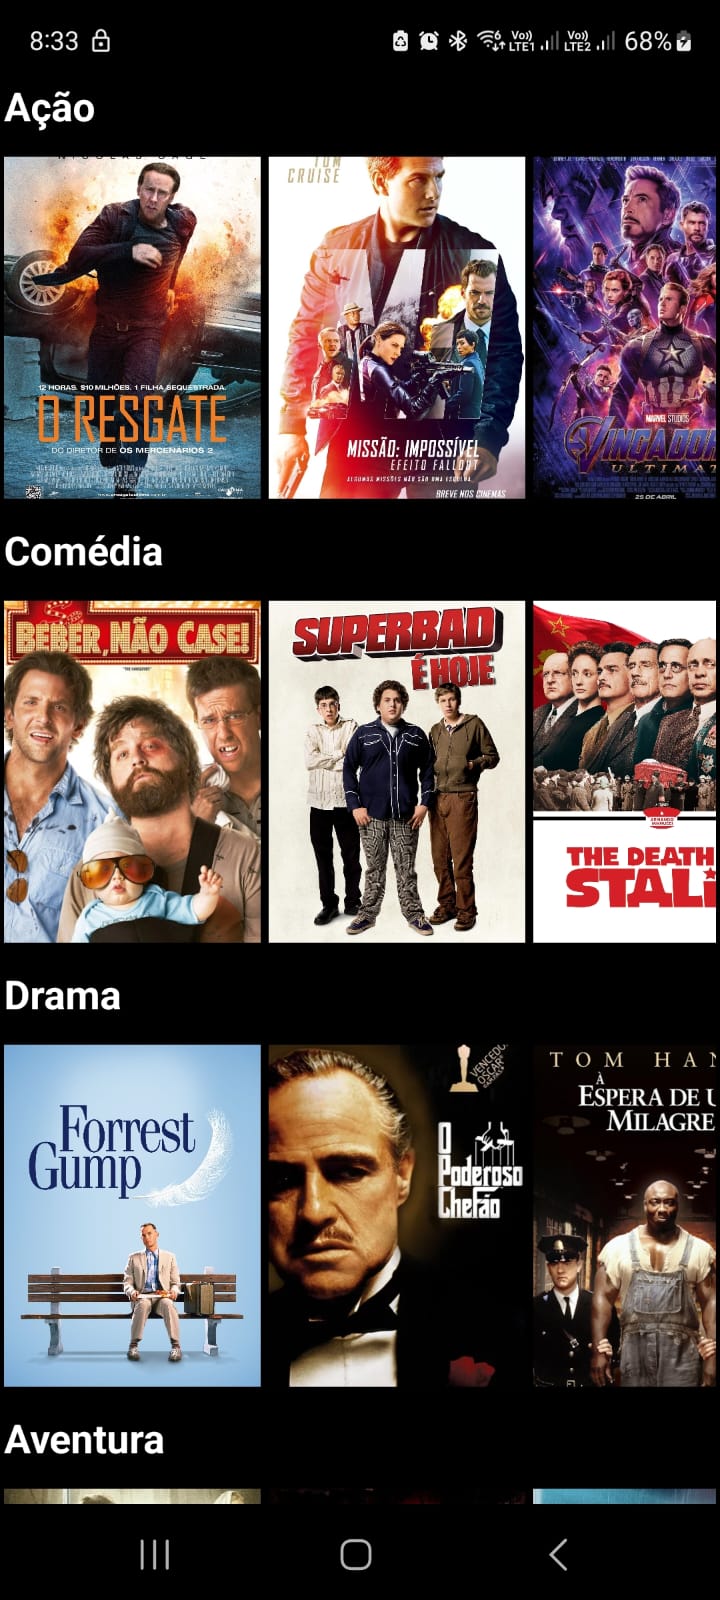 8:33
Vo))
LTE1
Vo))
LTE2
68%
Ação
NICOLAS CAGE
12 HORAS. $10 MILHÕES. 1 FILHA SEQUESTRADA.
O RESGATE
DO DIRETOR DE OS MERCENÁRIOS 2
TOM
CRUISE
MISSÃO: IMPOSSÍVEL
EFEITO FALLOUT
ALGUMAS MISSÕES NÃO SÃO UMA ESCOLHA
BREVE NOS CINEMAS
MARVEL STUDIOS
VINGADOR
ULTIMAT
25 DE ABRIL
Comédia
BEBER, NÃO CASE!
SUPERBAD
É HOJE
THE DEATH
STALI
Drama
Forrest
Gump
VENCEDO
OSCAR
O
Poderoso
Chefão
TOM HAN
À
ESPERA DE U
MILAGRE
Aventura